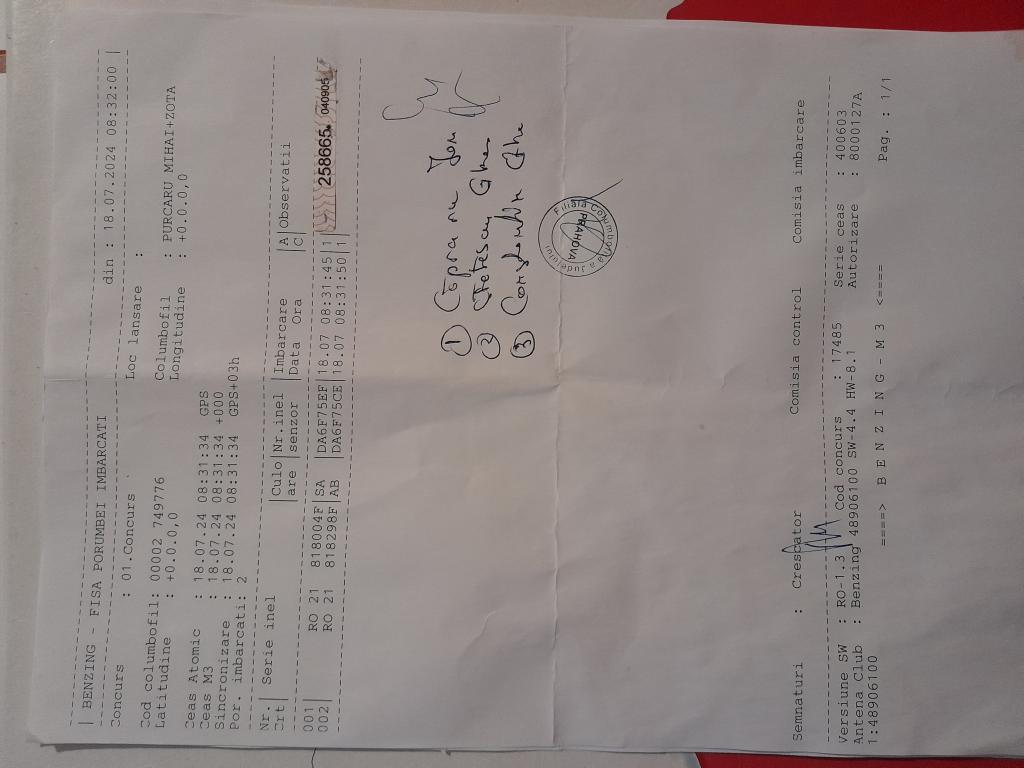 | BENZING - FISA PORUMBEI IMBARCATI din : 18.07.2024 08:32:00 |
Concurs : 01.Concurs Loc lansare :
Cod columbofil: 00002 749776 Columbofil : PURCARU MIHAI+ZOTA
Latitudine : +0.0.0,0 Longitudine : +0.0.0,0
Ceas Atomic : 18.07.24 08:31:34 GPS
Ceas M3 : 18.07.24 08:31:34 +000
Sincronizare : 18.07.24 08:31:34 GPS+03h
Por. imbarcati: 2
Nr.| Serie inel |Culo|Nr inel |Imbarcare |A|Observatii
Crt| |are |senzor |Data Ora |C|
001| RO 21 818004F|SA |DA6F75EF|18.07 08:31:45|1| 258665 040905
002| RO 21 818298F|AB |DA6F75CE|18.07 08:31:50|1|
1
2
3
Filiala Columbofila Judetului
PRAHOVA
Semnaturi : Crescator Comisia control Comisia imbarcare
Versiune SW : RO-1.3 Cod concurs : 17485 Serie ceas : 400603
Antena Club : Benzing 48906100 SW-4.4 HW-8.1 Autorizare : 8000127A
1:48906100
====> B E N Z I N G - M 3 <==== Pag. : 1/1